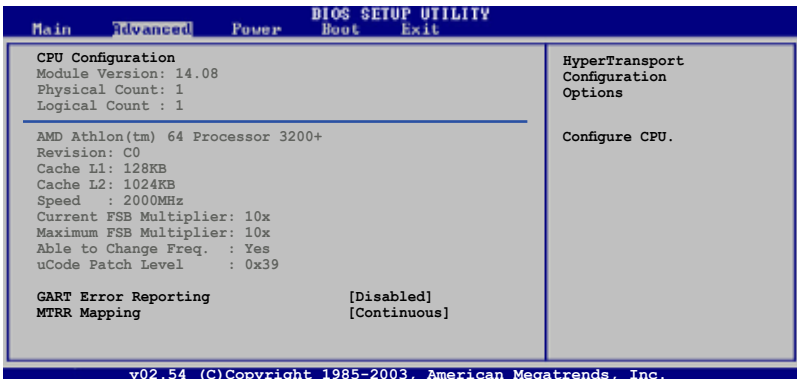 BIOS SETUP UTILITY
Main Advanced Power Boot Exit
CPU Configuration
Module Version: 14.08
Physical Count: 1
Logical Count : 1
AMD Athlon(tm) 64 Processor 3200+
Revision: C0
Cache L1: 128KB
Cache L2: 1024KB
Speed : 2000MHz
Current FSB Multiplier: 10x
Maximum FSB Multiplier: 10x
Able to Change Freq. : Yes
uCode Patch Level : 0x39
GART Error Reporting [Disabled]
MTRR Mapping [Continuous]
HyperTransport
Configuration
Options
Configure CPU.
v02.54 (C)Copyright 1985-2003, American Megatrends, Inc.